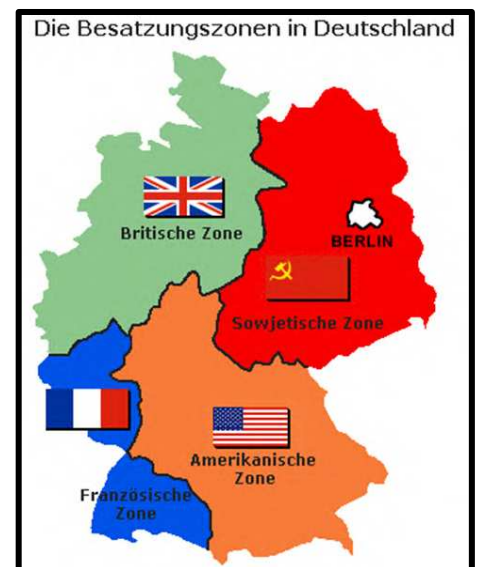 Die Besatzungszonen in Deutschland
Britische Zone
BERLIN
Sowjetische Zone
Amerikanische
Zone
Französische
Zone